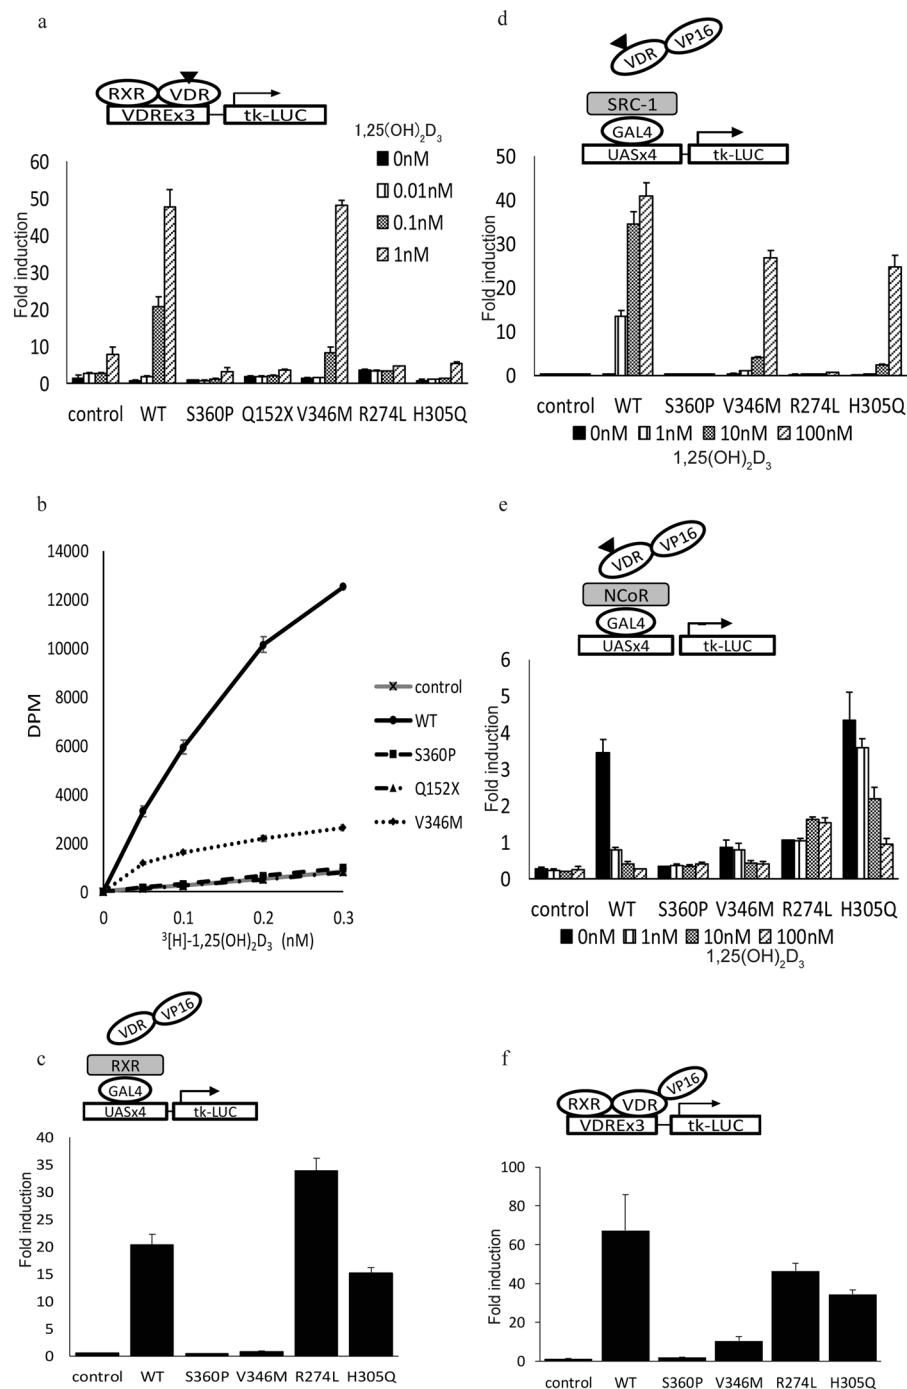 a
RXR VDR
VDREx3 tk-LUC
1,25(OH)₂D₃
0nM
0.01nM
0.1nM
1nM
Fold induction
60
50
40
30
20
10
0
control WT S360P Q152X V346M R274L H305Q
d
VDR VP16
SRC-1
GAL4
UASx4 tk-LUC
Fold induction
50
40
30
20
10
0
control WT S360P V346M R274L H305Q
0nM 1nM 10nM 100nM
1,25(OH)₂D₃
b
DPM
14000
12000
10000
8000
6000
4000
2000
0
0 0.1 0.2 0.3
³[H]-1,25(OH)₂D₃ (nM)
control
WT
S360P
Q152X
V346M
e
VDR VP16
NCoR
GAL4
UASx4 tk-LUC
Fold induction
6
5
4
3
2
1
0
control WT S360P V346M R274L H305Q
0nM 1nM 10nM 100nM
1,25(OH)₂D₃
c
VDR VP16
RXR
GAL4
UASx4 tk-LUC
Fold induction
40
35
30
25
20
15
10
5
0
control WT S360P V346M R274L H305Q
f
VP16
RXR VDR
VDREx3 tk-LUC
Fold induction
100
80
60
40
20
0
control WT S360P V346M R274L H305Q